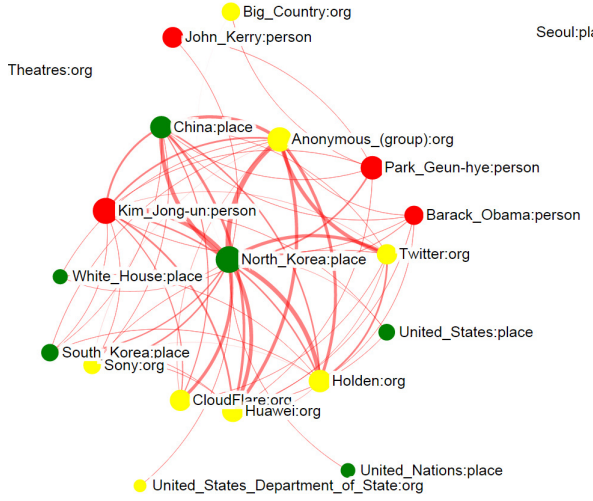 Big_Country:org
Seoul:pla
John_Kerry:person
Theatres:org
China:place
Anonymous_(group):org
Park_Geun-hye:person
Kim_Jong-un:person
Barack_Obama:person
North_Korea:place
Twitter:org
White_House:place
United_States:place
South_Korea:place
Sony:org
Holden:org
CloudFlare:org
Huawei:org
United_Nations:place
United_States_Department_of_State:org